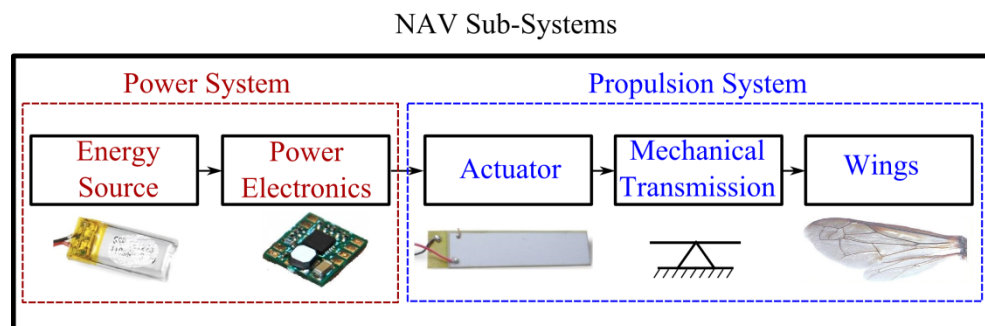 NAV Sub-Systems
Power System
Propulsion System
Energy
Source
Power
Electronics
Actuator
Mechanical
Transmission
Wings